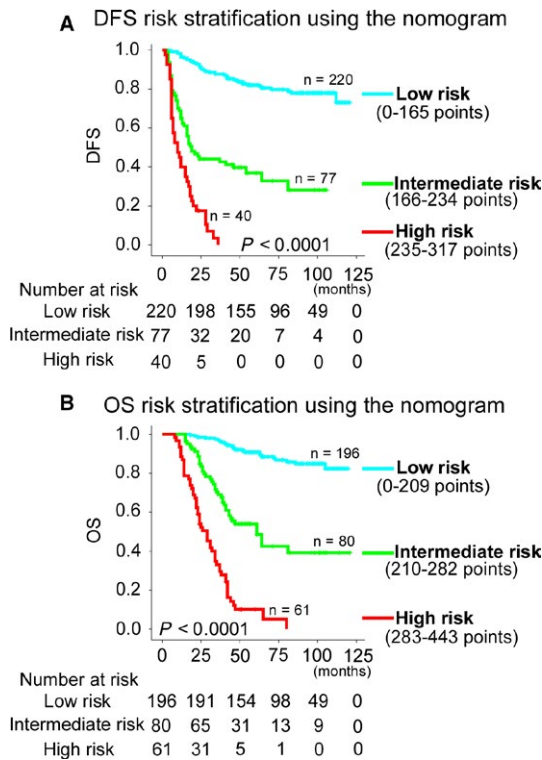 A DFS risk stratification using the nomogram
1.0
0.8
0.6
0.4
0.2
0.0
DFS
n = 220
n = 77
n = 40
P < 0.0001
Low risk
(0-165 points)
Intermediate risk
(166-234 points)
High risk
(235-317 points)
0 25 50 75 100 125
(months)
Number at risk
Low risk 220 198 155 96 49 0
Intermediate risk 77 32 20 7 4 0
High risk 40 5 0 0 0 0
B OS risk stratification using the nomogram
1.0
0.8
0.6
0.4
0.2
0.0
OS
n = 196
n = 80
n = 61
P < 0.0001
Low risk
(0-209 points)
Intermediate risk
(210-282 points)
High risk
(283-443 points)
0 25 50 75 100 125
(months)
Number at risk
Low risk 196 191 154 98 49 0
Intermediate risk 80 65 31 13 9 0
High risk 61 31 5 1 0 0